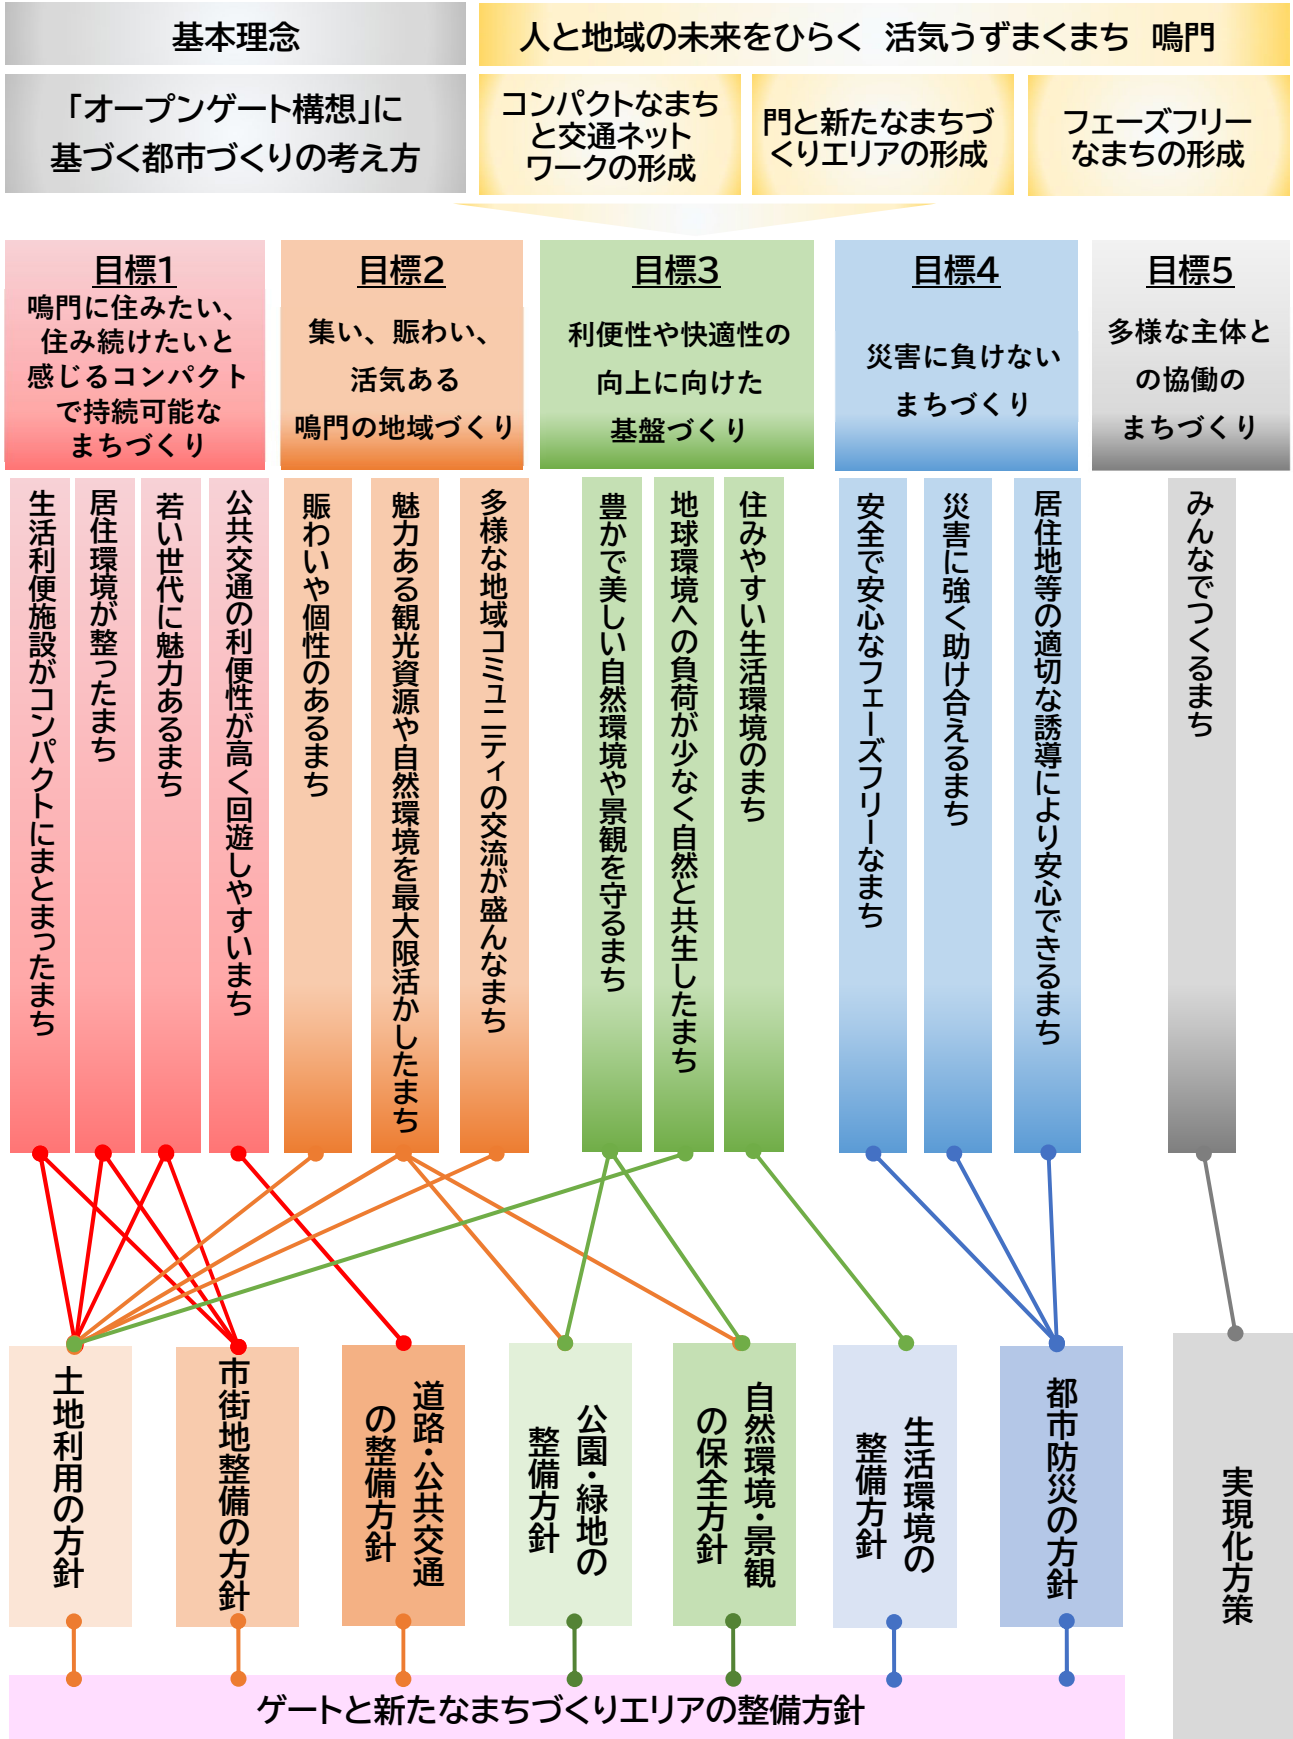 基本理念
人と地域の未来をひらく 活気うずまくまち 鳴門
「オープンゲート構想」に
基づく都市づくりの考え方
コンパクトなまち
と交通ネット
ワークの形成
門と新たなまちづ
くりエリアの形成
フェーズフリー
なまちの形成
目標1
鳴門に住みたい、
住み続けたいと
感じるコンパクト
で持続可能な
まちづくり
目標2
集い、賑わい、
活気ある
鳴門の地域づくり
目標3
利便性や快適性の
向上に向けた
基盤づくり
目標4
災害に負けない
まちづくり
目標5
多様な主体と
の協働の
まちづくり
生活利便施設がコンパクトにまとまったまち
居住環境が整ったまち
若い世代に魅力あるまち
公共交通の利便性が高く回遊しやすいまち
賑わいや個性のあるまち
魅力ある観光資源や自然環境を最大限活かしたまち
多様な地域コミュニティの交流が盛んなまち
豊かで美しい自然環境や景観を守るまち
地球環境への負荷が少なく自然と共生したまち
住みやすい生活環境のまち
安全で安心なフェーズフリーなまち
災害に強く助け合えるまち
居住地等の適切な誘導により安心できるまち
みんなでつくるまち
土地利用の方針
市街地整備の方針
道路・公共交通
の整備方針
公園・緑地の
整備方針
自然環境・景観
の保全方針
生活環境の
整備方針
都市防災の方針
実現化方策
ゲートと新たなまちづくりエリアの整備方針